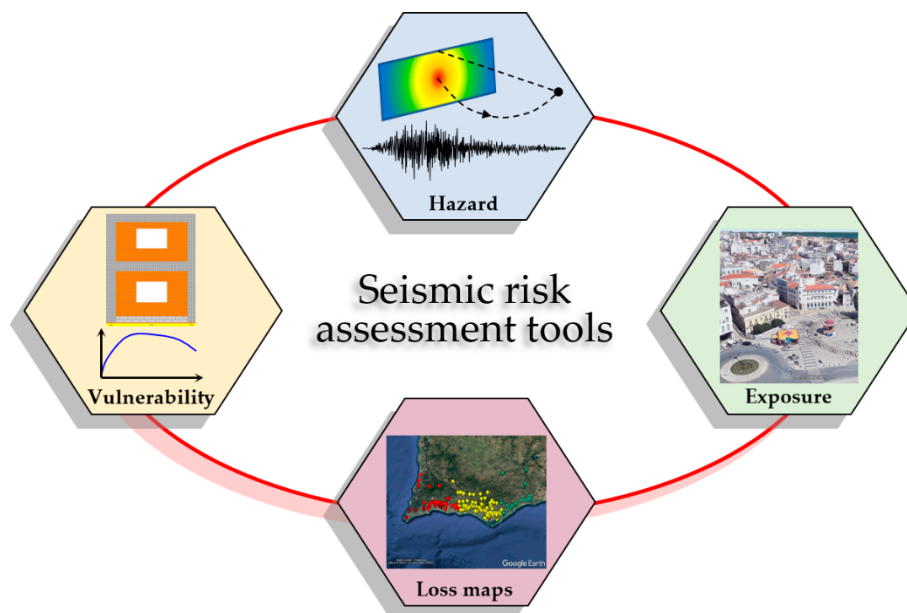 Hazard
Seismic risk
assessment tools
Vulnerability
Exposure
Google Earth
Loss maps